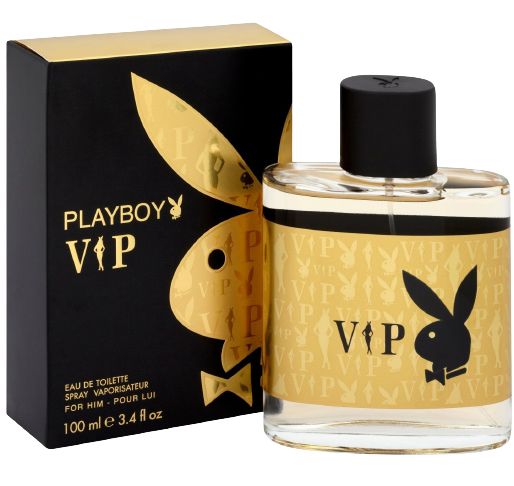 PLAYBOY
VIP
EAU DE TOILETTE
SPRAY VAPORISATEUR
FOR HIM - POUR LUI
100 ml e 3.4 fl oz
VIP